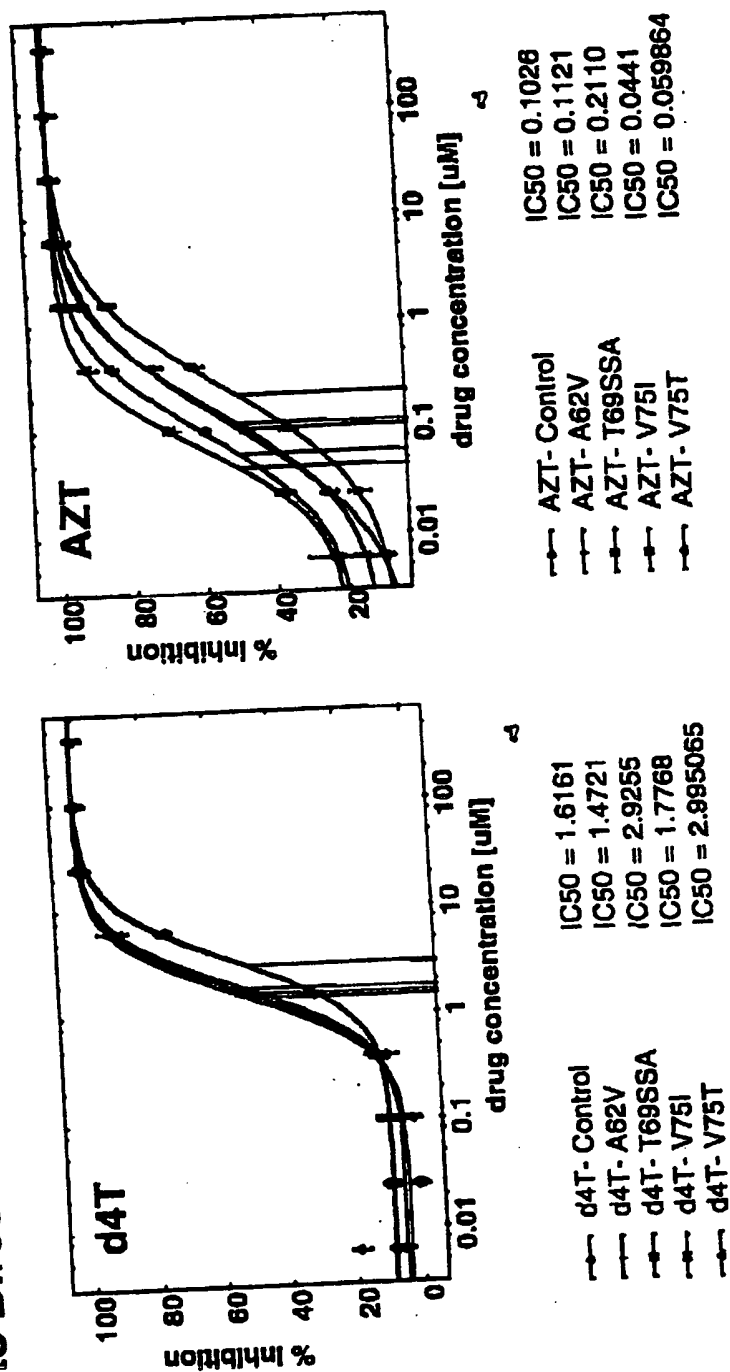 d4T
% Inhibition
100
80
60
40
20
0
0.01
0.1
1
10
100
drug concentration [uM]
d4T- Control IC50 = 1.6161
d4T- A62V IC50 = 1.4721
d4T- T69SSA IC50 = 2.9255
d4T- V75I IC50 = 1.7768
d4T- V75T IC50 = 2.995065
AZT
% Inhibition
100
80
60
40
20
0.01
0.1
1
10
100
drug concentration [uM]
AZT- Control IC50 = 0.1026
AZT- A62V IC50 = 0.1121
AZT- T69SSA IC50 = 0.2110
AZT- V75I IC50 = 0.0441
AZT- V75T IC50 = 0.059864